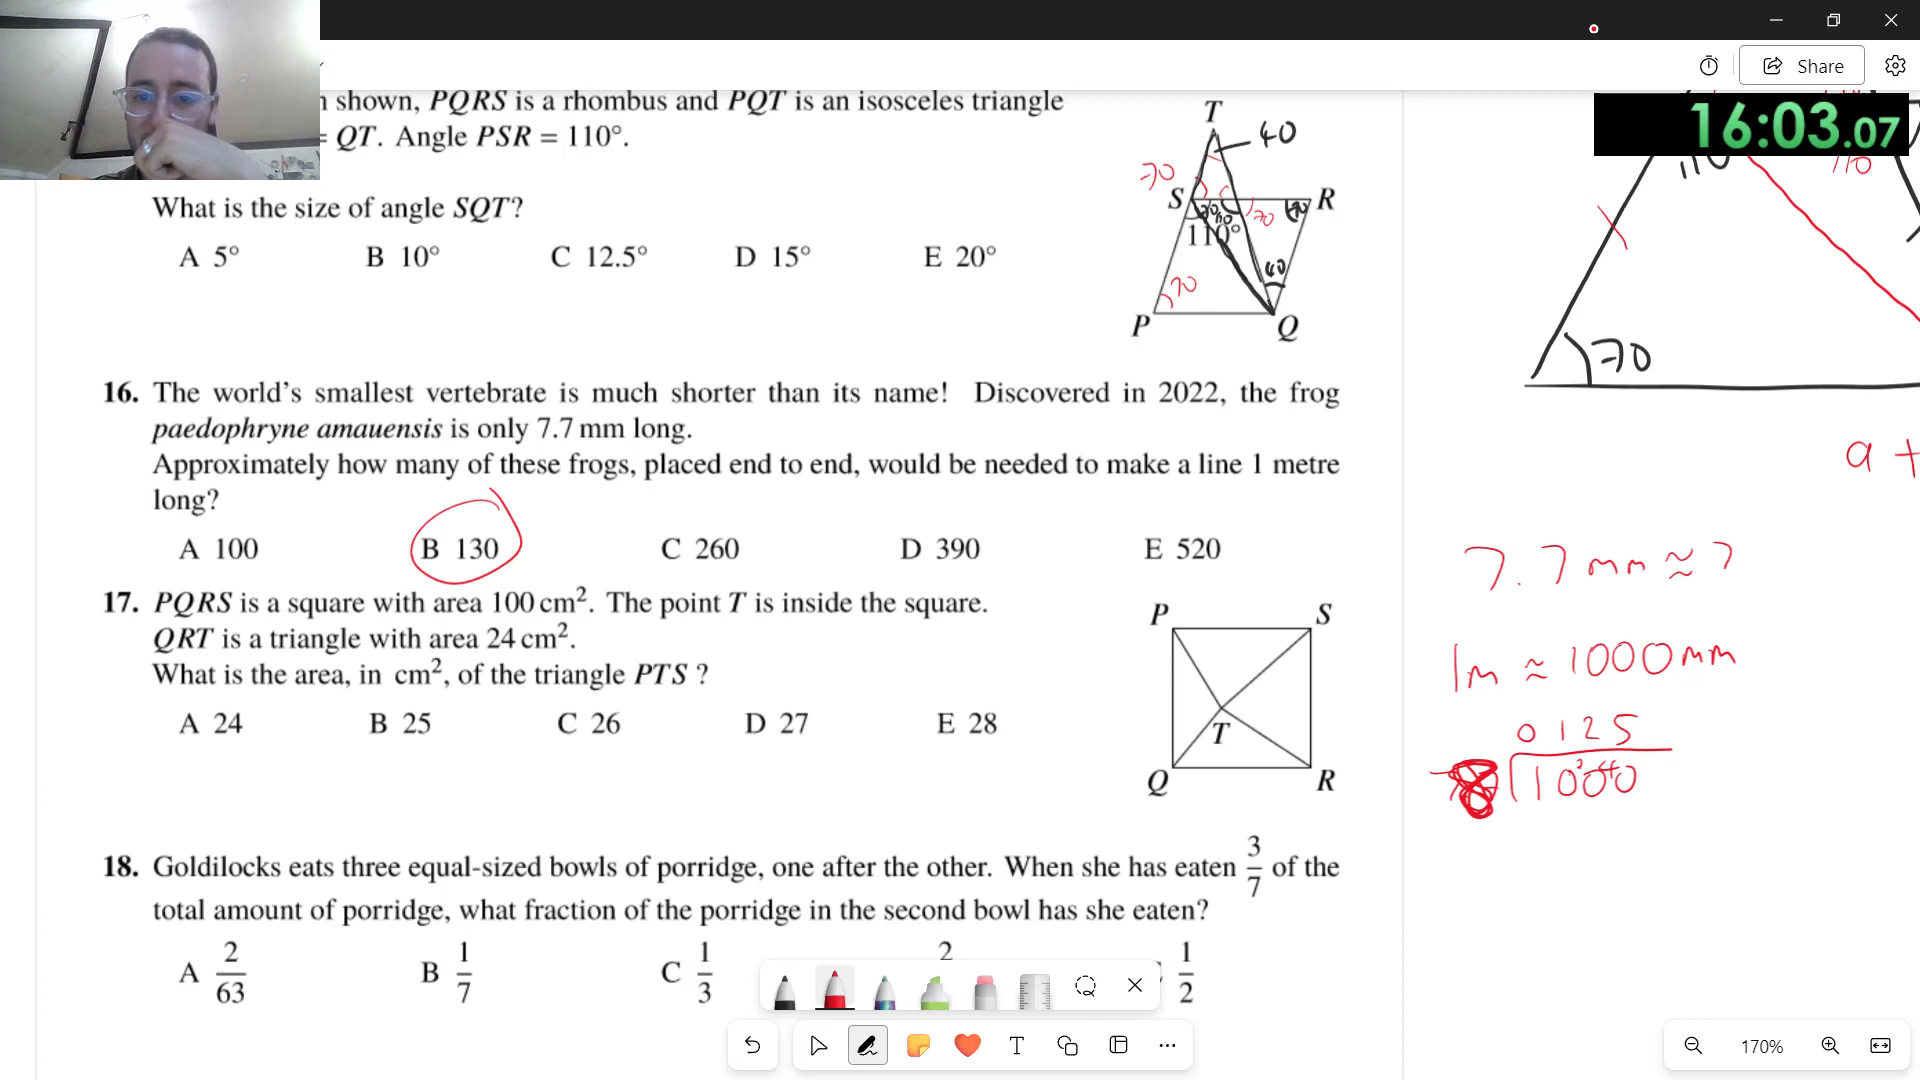 Share
16:03.07
n shown, PQRS is a rhombus and PQT is an isosceles triangle
= QT. Angle PSR = 110°.
What is the size of angle SQT?
A 5° B 10° C 12.5° D 15° E 20°
T
40
70
S
R
70
110°
40
70
P
Q
110
110
70
a +
16. The world's smallest vertebrate is much shorter than its name! Discovered in 2022, the frog
paedophryne amauensis is only 7.7 mm long.
Approximately how many of these frogs, placed end to end, would be needed to make a line 1 metre
long?
A 100 B 130 C 260 D 390 E 520
7.7mm ≈ 7
1m ≈ 1000mm
0125
8 1000
17. PQRS is a square with area 100 cm². The point T is inside the square.
QRT is a triangle with area 24 cm².
What is the area, in cm², of the triangle PTS ?
A 24 B 25 C 26 D 27 E 28
P
S
T
Q
R
18. Goldilocks eats three equal-sized bowls of porridge, one after the other. When she has eaten 3/7 of the
total amount of porridge, what fraction of the porridge in the second bowl has she eaten?
A 2/63 B 1/7 C 1/3 2 1/2
T
170%